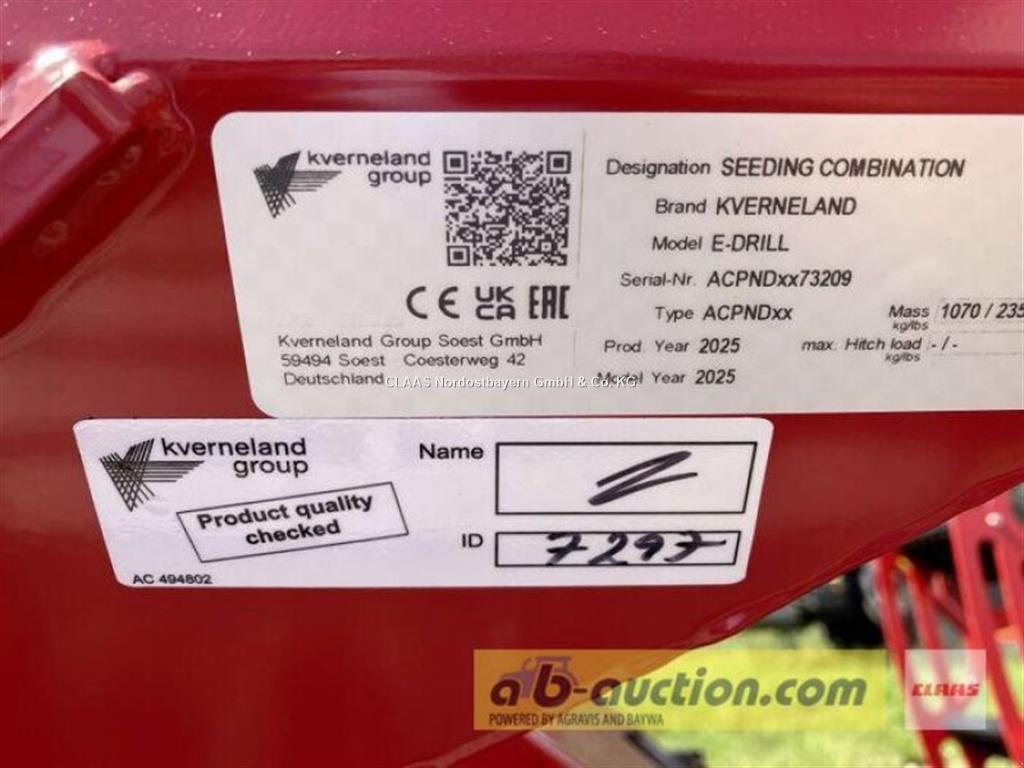 kverneland
group
Designation SEEDING COMBINATION
Brand KVERNELAND
Model E-DRILL
Serial-Nr. ACPNDxx73209
Type ACPNDxx
Mass 1070 / 235
kg/lbs
Prod. Year 2025
max. Hitch load - / -
kg/lbs
Model Year 2025
CE UKCA EAC
Kverneland Group Soest GmbH
59494 Soest Coesterweg 42
Deutschland
CLAAS Nordostbayern GmbH & Co. KG
kverneland
group
Product quality
checked
AC 494802
Name
ID 7297
ab-auction.com
POWERED BY AGRAVIS AND BAYWA
CLAAS